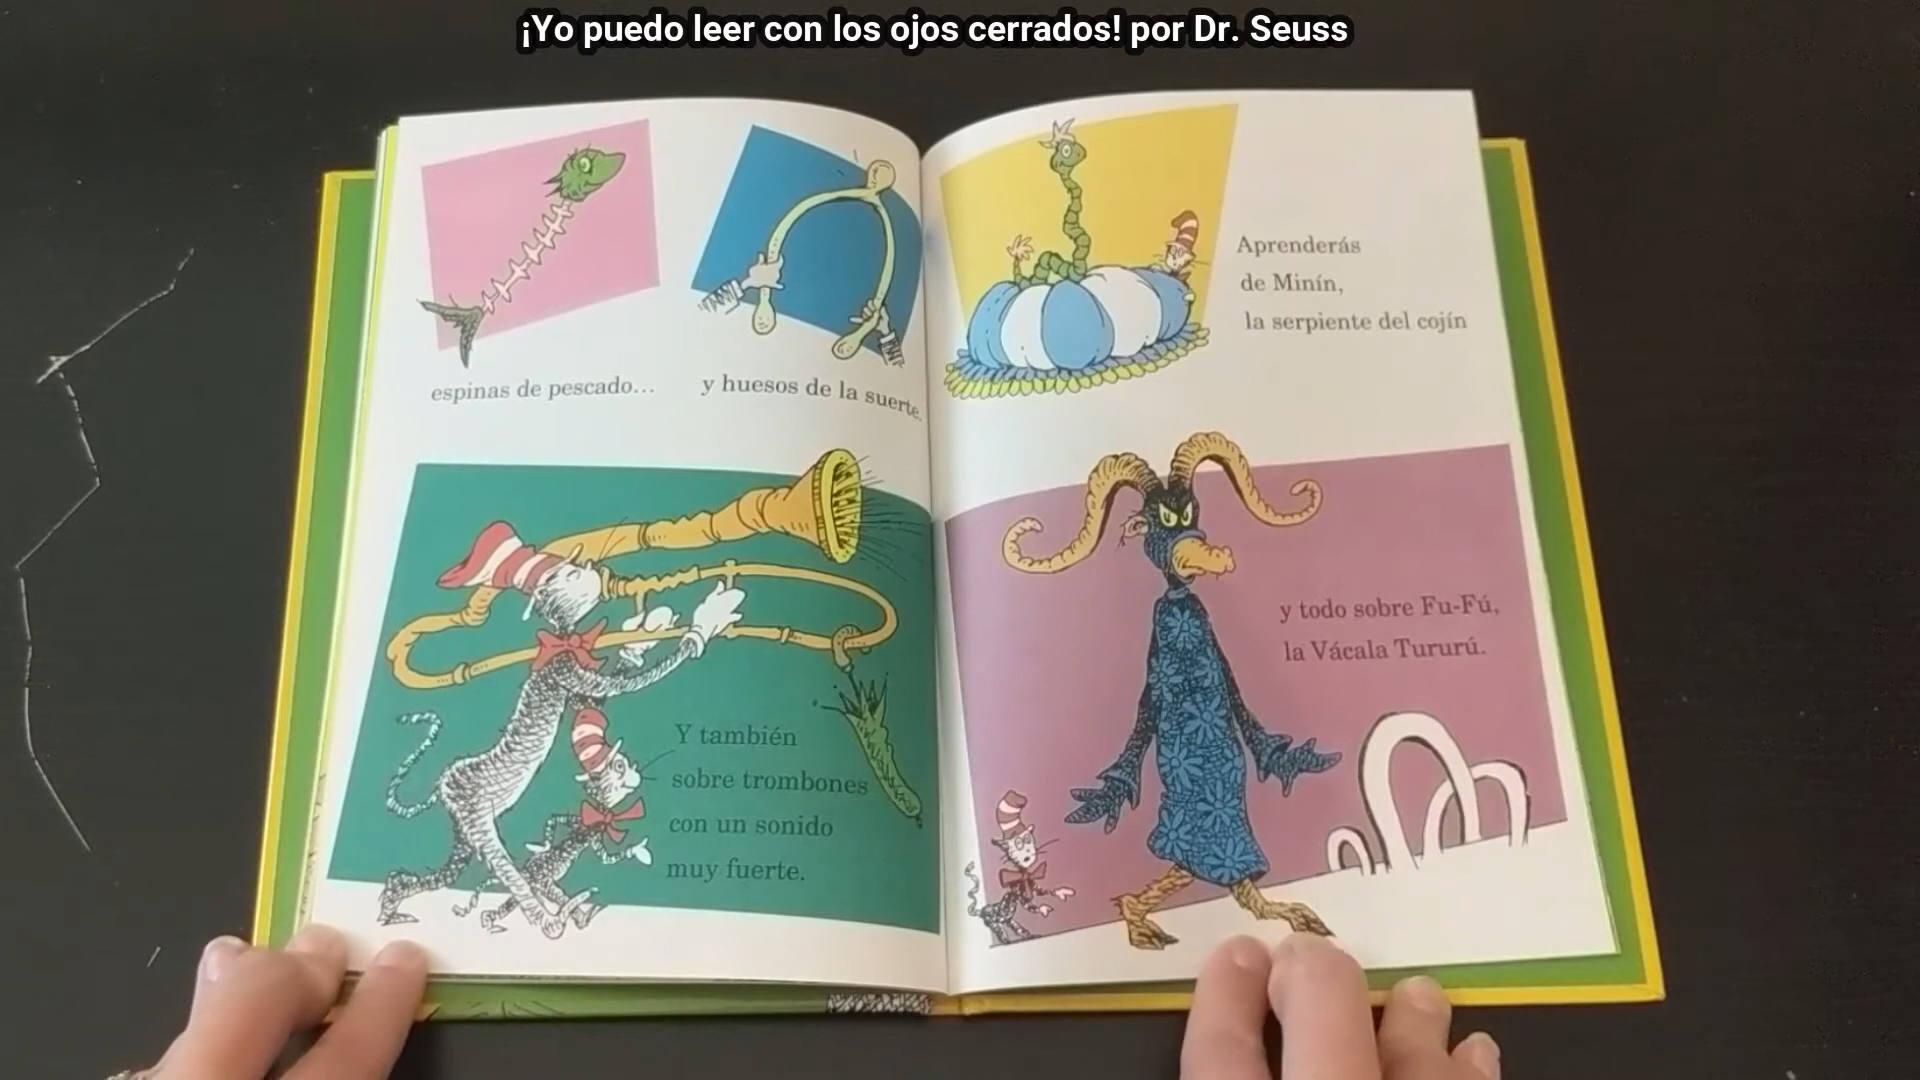 ¡Yo puedo leer con los ojos cerrados! por Dr. Seuss
espinas de pescado...
y huesos de la suerte.
Y también
sobre trombones
con un sonido
muy fuerte.
Aprenderás
de Minín,
la serpiente del cojín
y todo sobre Fu-Fú,
la Vácala Tururú.